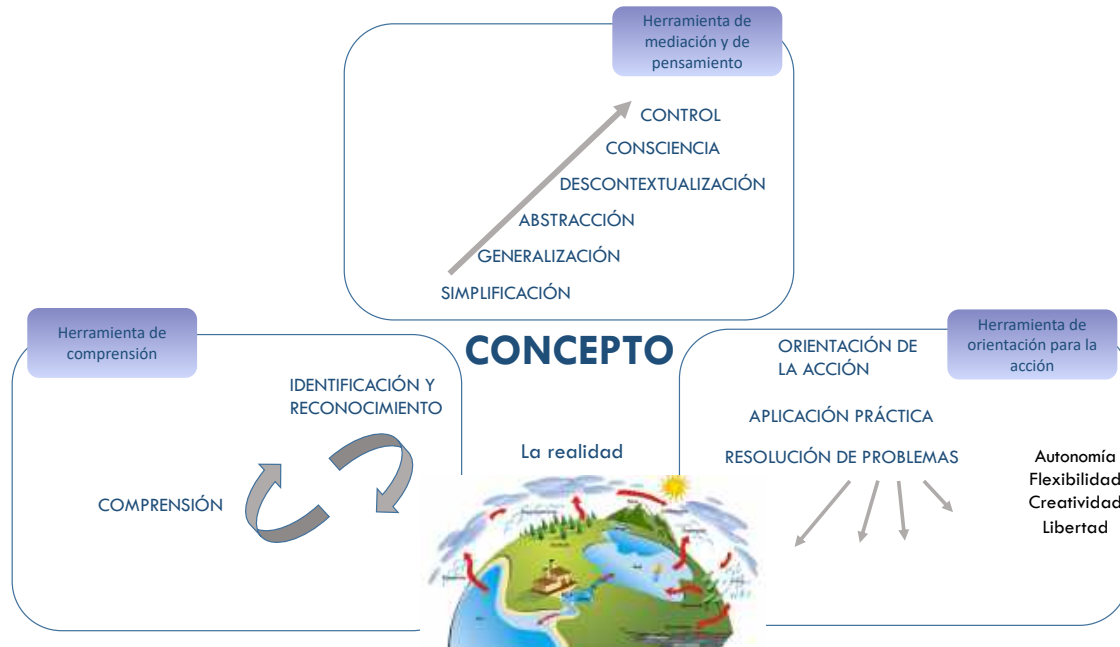 Herramienta de
mediación y de
pensamiento
CONTROL
CONSCIENCIA
DESCONTEXTUALIZACIÓN
ABSTRACCIÓN
GENERALIZACIÓN
SIMPLIFICACIÓN
Herramienta de
comprensión
IDENTIFICACIÓN Y
RECONOCIMIENTO
COMPRENSIÓN
CONCEPTO
La realidad
Herramienta de
orientación para la
acción
ORIENTACIÓN DE
LA ACCIÓN
APLICACIÓN PRÁCTICA
RESOLUCIÓN DE PROBLEMAS
Autonomía
Flexibilidad
Creatividad
Libertad